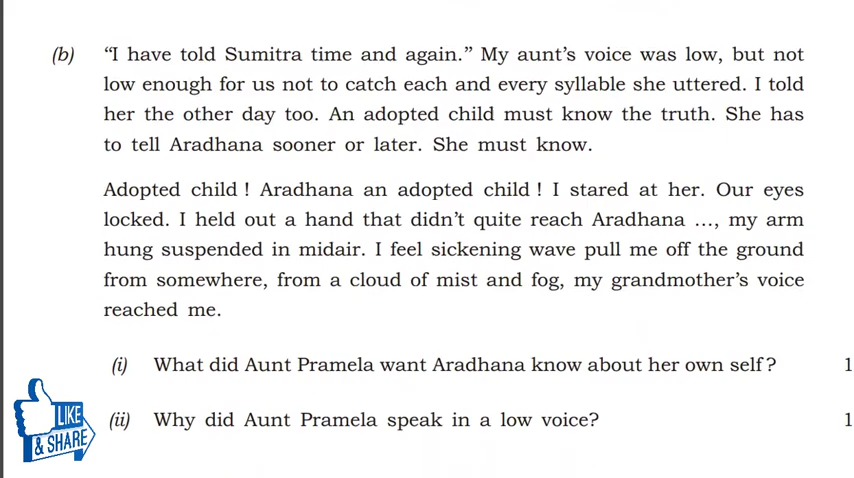 (b) “I have told Sumitra time and again.” My aunt’s voice was low, but not
low enough for us not to catch each and every syllable she uttered. I told
her the other day too. An adopted child must know the truth. She has
to tell Aradhana sooner or later. She must know.
Adopted child ! Aradhana an adopted child ! I stared at her. Our eyes
locked. I held out a hand that didn’t quite reach Aradhana ..., my arm
hung suspended in midair. I feel sickening wave pull me off the ground
from somewhere, from a cloud of mist and fog, my grandmother’s voice
reached me.
(i) What did Aunt Pramela want Aradhana know about her own self? 1
(ii) Why did Aunt Pramela speak in a low voice? 1
LIKE
& SHARE